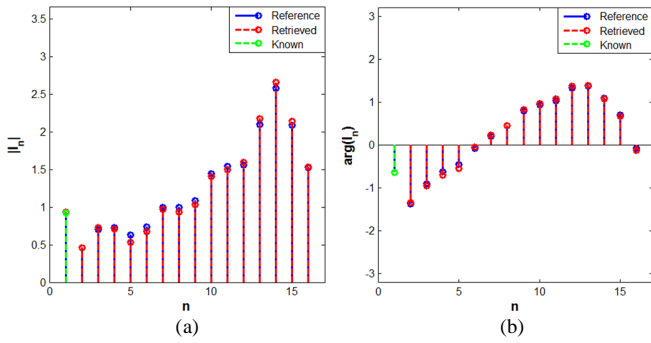 Reference
Retrieved
Known
3.5
3
2.5
2
1.5
1
0.5
0
|I_n|
0
5
10
15
n
(a)
Reference
Retrieved
Known
3
2
1
0
-1
-2
-3
arg(I_n)
0
5
10
15
n
(b)